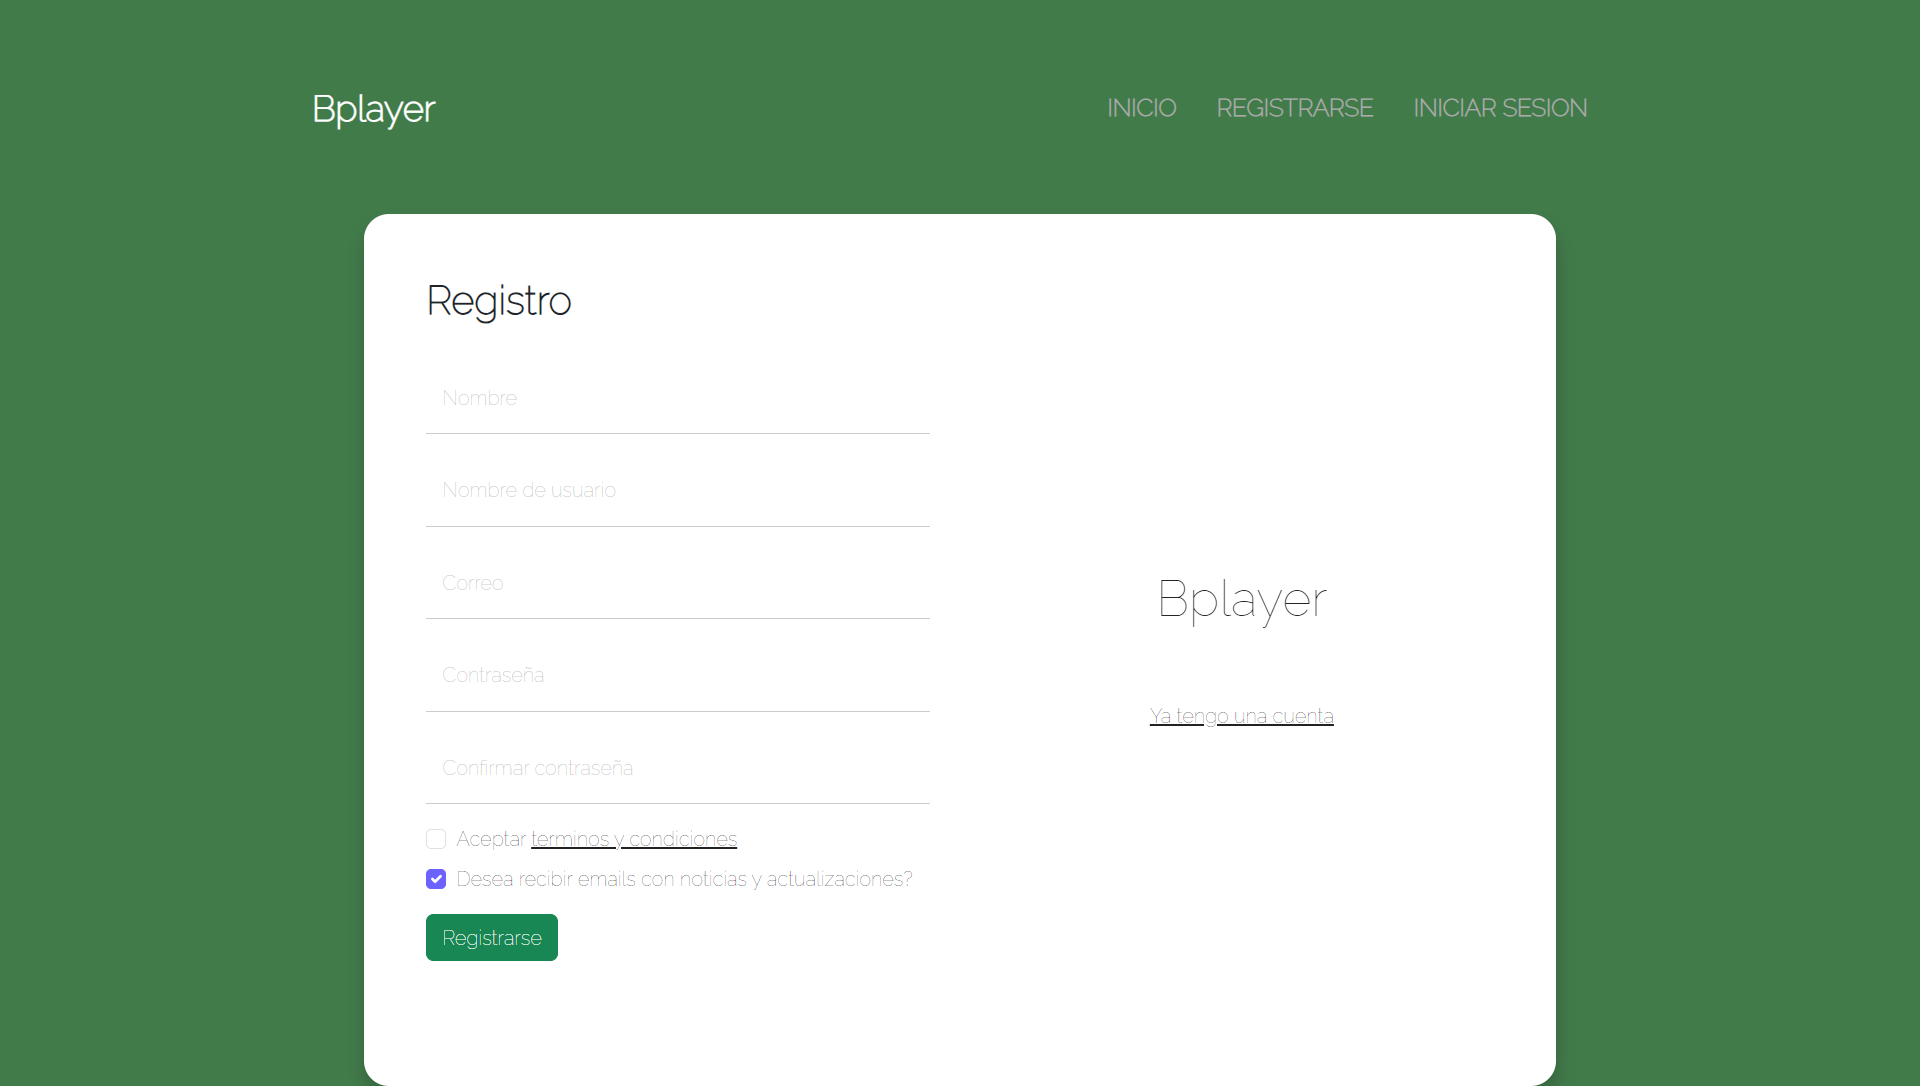 Bplayer
INICIO REGISTRARSE INICIAR SESION
Registro
Nombre
Nombre de usuario
Correo
Contraseña
Confirmar contraseña
Aceptar terminos y condiciones
Desea recibir emails con noticias y actualizaciones?
Registrarse
Bplayer
Ya tengo una cuenta